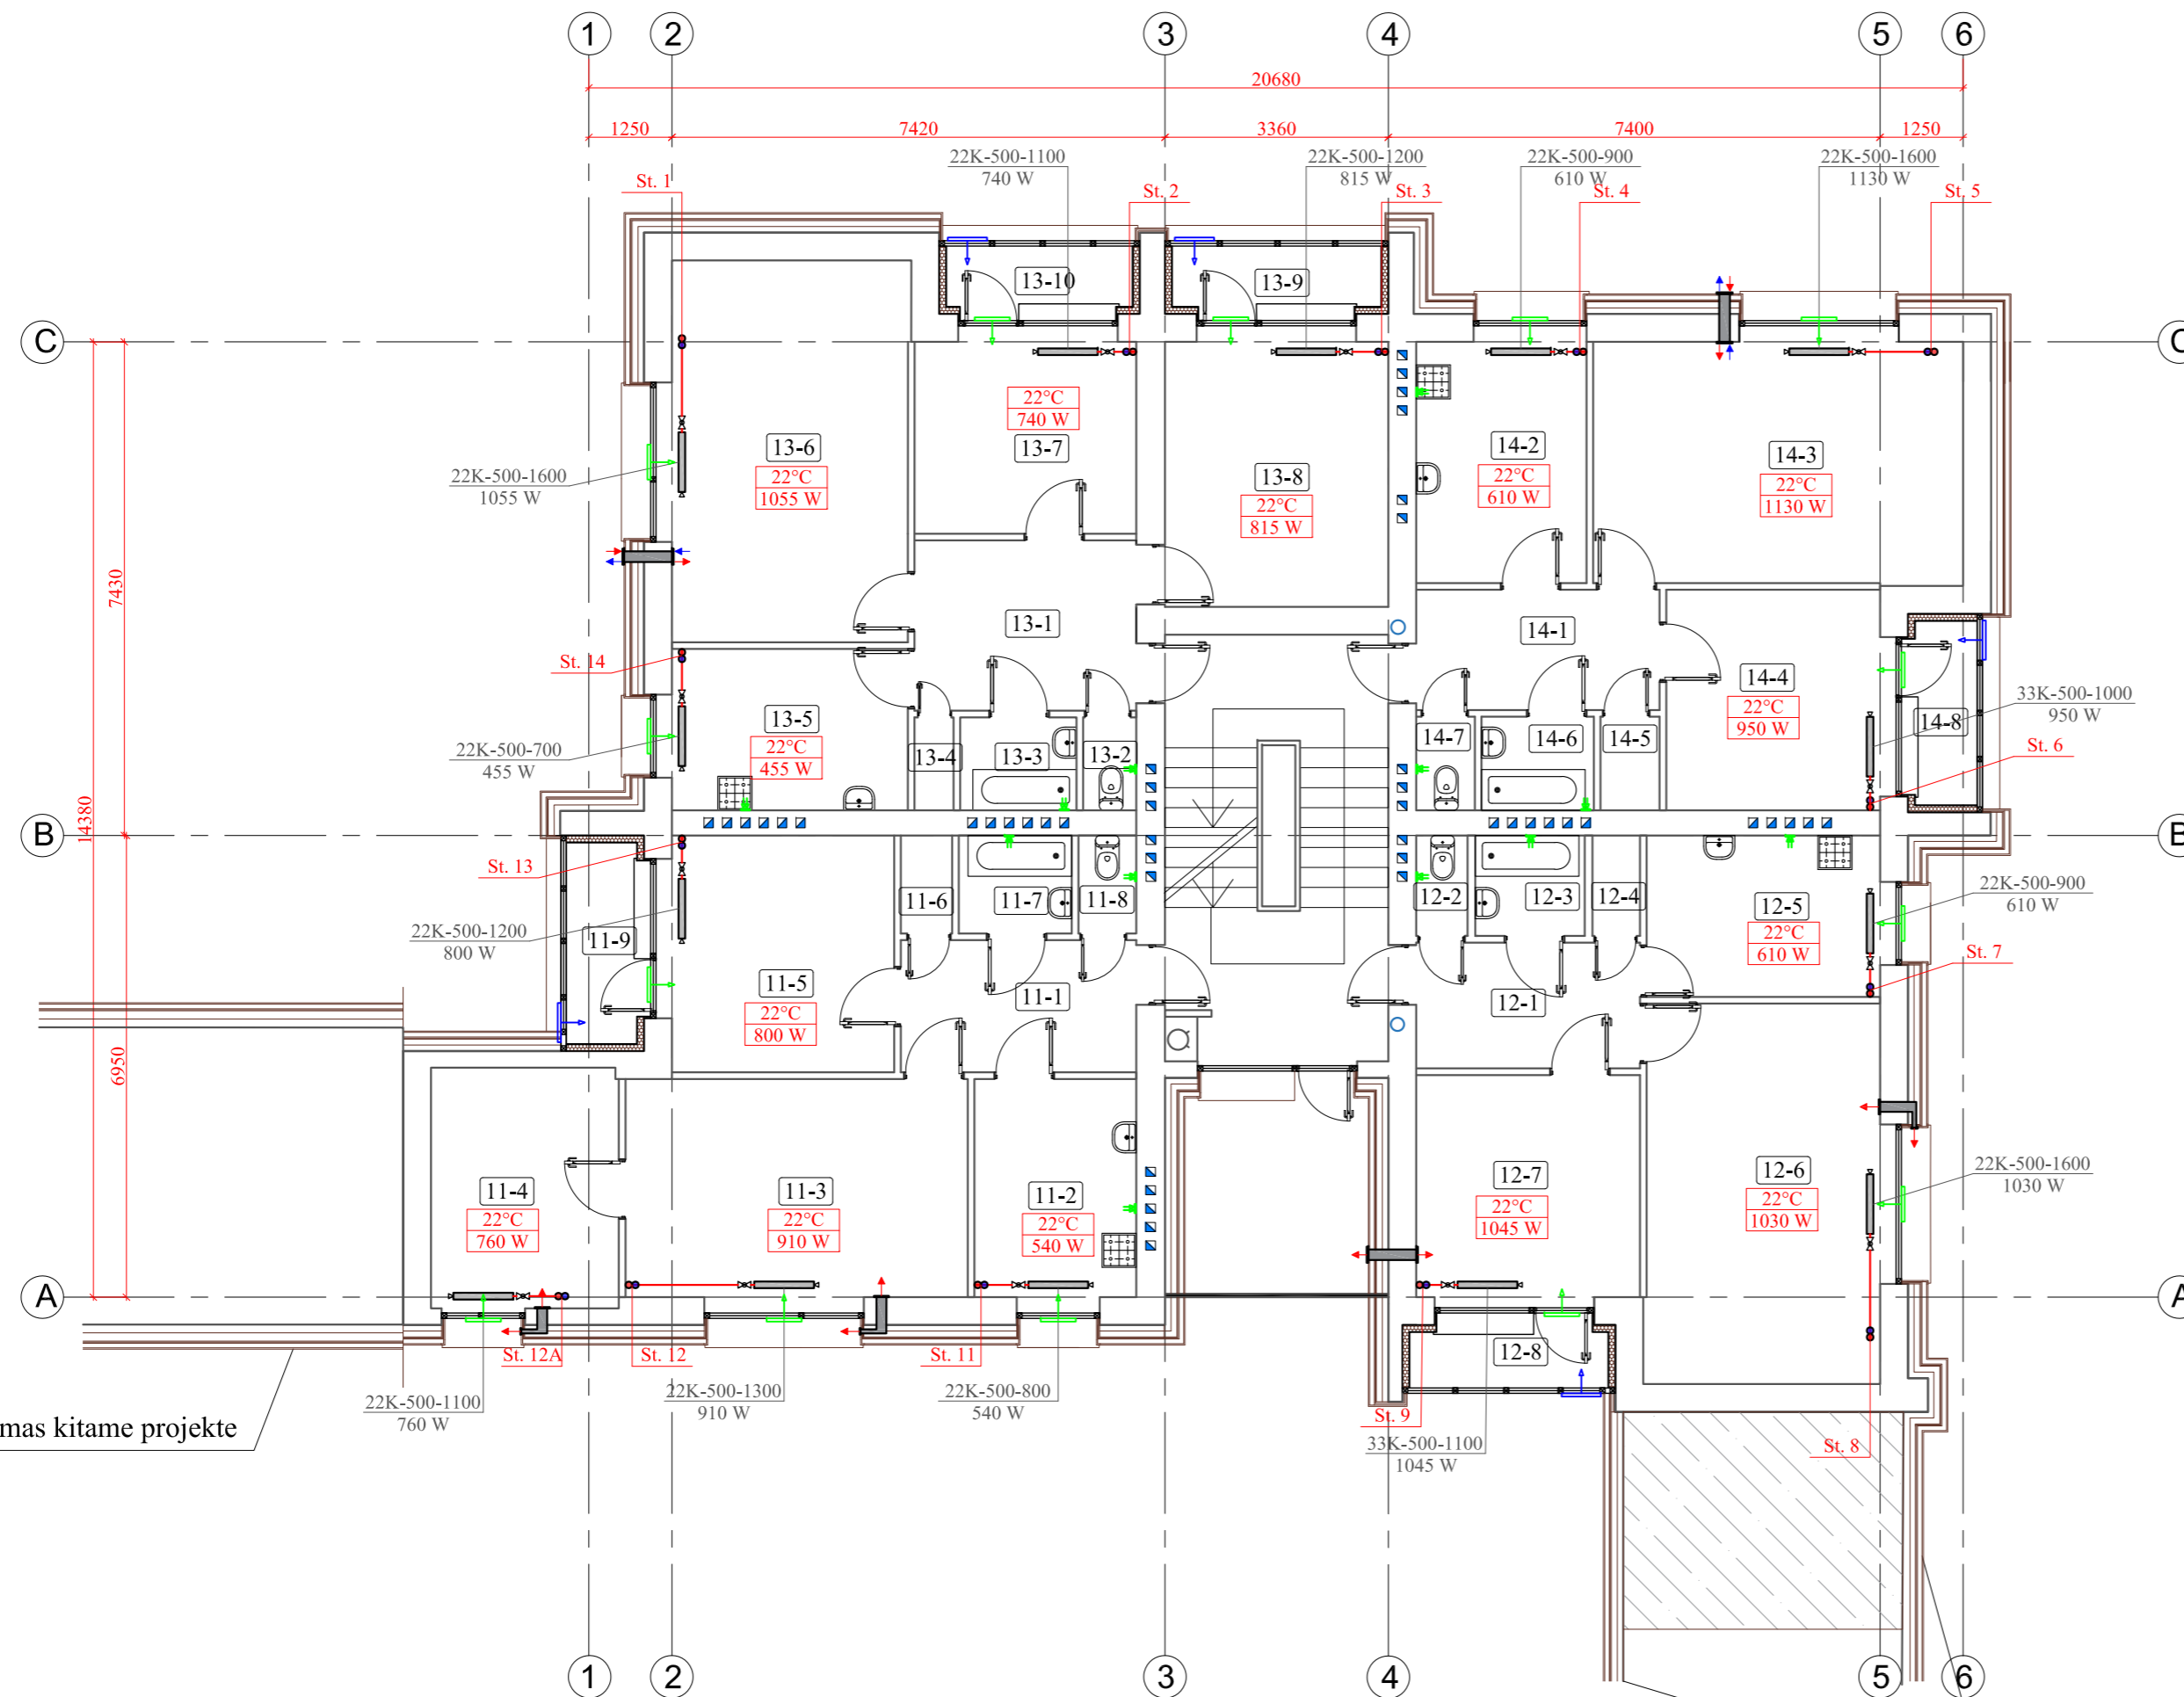 1
2
3
4
5
6
20680
1250
7420
3360
7400
1250
22K-500-1100
740 W
22K-500-1200
815 W
22K-500-900
610 W
22K-500-1600
1130 W
St. 1
St. 2
St. 3
St. 4
St. 5
13-10
13-9
C
C
22°C
740 W
13-7
13-6
22°C
1055 W
13-8
22°C
815 W
14-2
22°C
610 W
14-3
22°C
1130 W
22K-500-1600
1055 W
7430
14380
6950
13-1
14-1
St. 14
14-4
22°C
950 W
33K-500-1000
950 W
14-8
St. 6
13-5
22°C
455 W
22K-500-700
455 W
13-4
13-3
13-2
14-7
14-6
14-5
B
B
St. 13
22K-500-1200
800 W
11-9
11-6
11-7
11-8
12-2
12-3
12-4
12-5
22°C
610 W
22K-500-900
610 W
St. 7
11-5
22°C
800 W
11-1
12-1
11-4
22°C
760 W
11-3
22°C
910 W
11-2
22°C
540 W
12-7
22°C
1045 W
12-6
22°C
1030 W
22K-500-1600
1030 W
A
A
St. 12A
St. 12
St. 11
12-8
22K-500-1100
760 W
22K-500-1300
910 W
22K-500-800
540 W
St. 9
33K-500-1100
1045 W
St. 8
mas kitame projekte
1
2
3
4
5
6